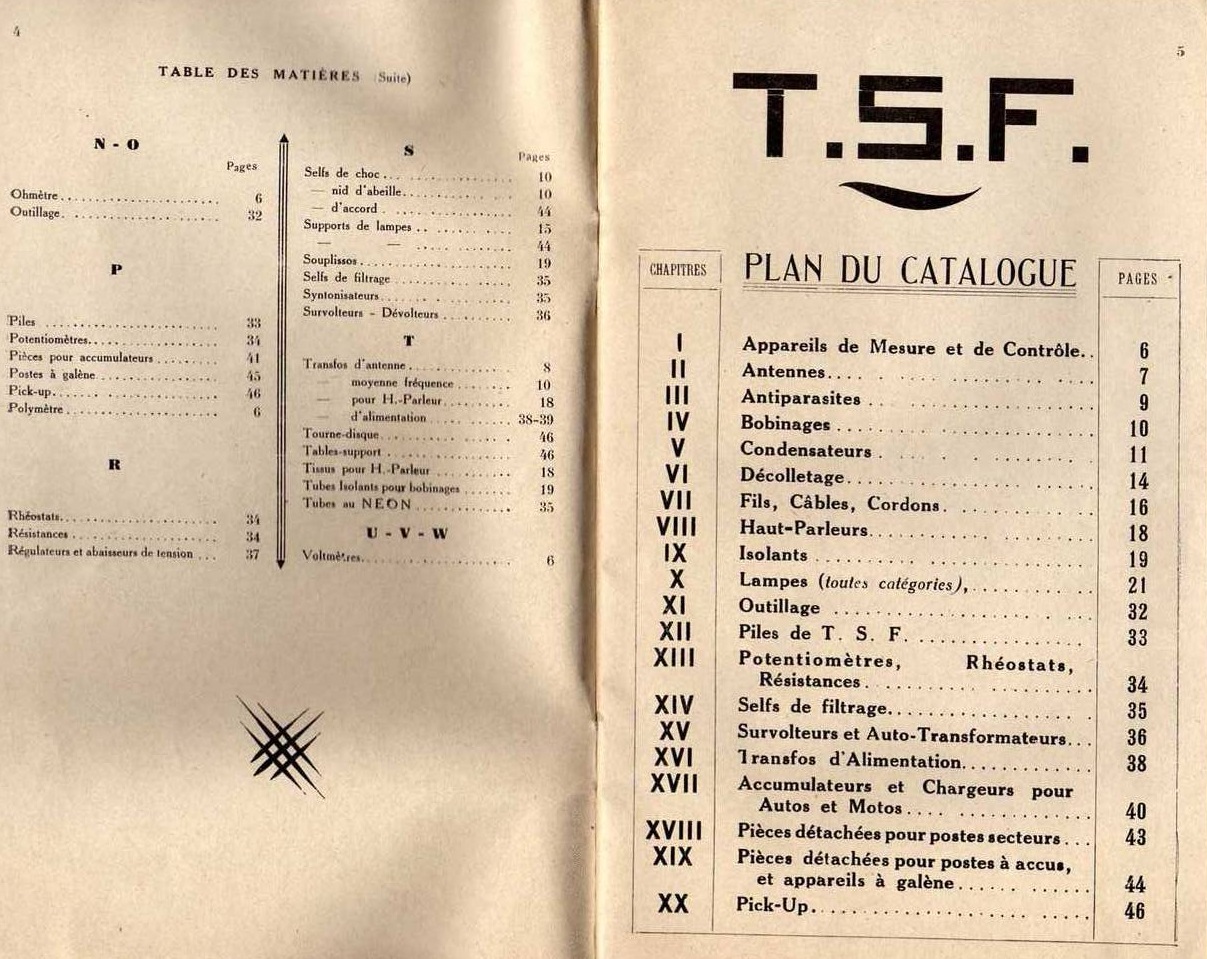 4
TABLE DES MATIÈRES (Suite)
N - O
Pages
Ohmètre 6
Outillage 32
P
Piles 33
Potentiomètres 34
Pièces pour accumulateurs 41
Postes à galène 45
Pick-up 46
Polymètre 6
R
Rhéostats 34
Résistances 34
Régulateurs et abaisseurs de tension 37
S
Pages
Selfs de choc 10
— nid d'abeille 10
— d'accord 44
Supports de lampes 15
— — 44
Souplissos 19
Selfs de filtrage 35
Syntonisateurs 35
Survolteurs - Dévolteurs 36
T
Transfos d'antenne 8
— moyenne fréquence 10
— pour H.-Parleur 18
— d'alimentation 38-39
Tourne-disque 46
Tables-support 46
Tissus pour H.-Parleur 18
Tubes Isolants pour bobinages 19
Tubes au NEON 35
U - V - W
Voltmètres 6
5
T.S.F.
CHAPITRES PLAN DU CATALOGUE PAGES
I Appareils de Mesure et de Contrôle.. 6
II Antennes 7
III Antiparasites 9
IV Bobinages 10
V Condensateurs 11
VI Décolletage 14
VII Fils, Câbles, Cordons 16
VIII Haut-Parleurs 18
IX Isolants 19
X Lampes (toutes catégories), 21
XI Outillage 32
XII Piles de T. S. F. 33
XIII Potentiomètres, Rhéostats,
Résistances 34
XIV Selfs de filtrage 35
XV Survolteurs et Auto-Transformateurs... 36
XVI Transfos d'Alimentation 38
XVII Accumulateurs et Chargeurs pour
Autos et Motos 40
XVIII Pièces détachées pour postes secteurs... 43
XIX Pièces détachées pour postes à accus,
et appareils à galène 44
XX Pick-Up 46